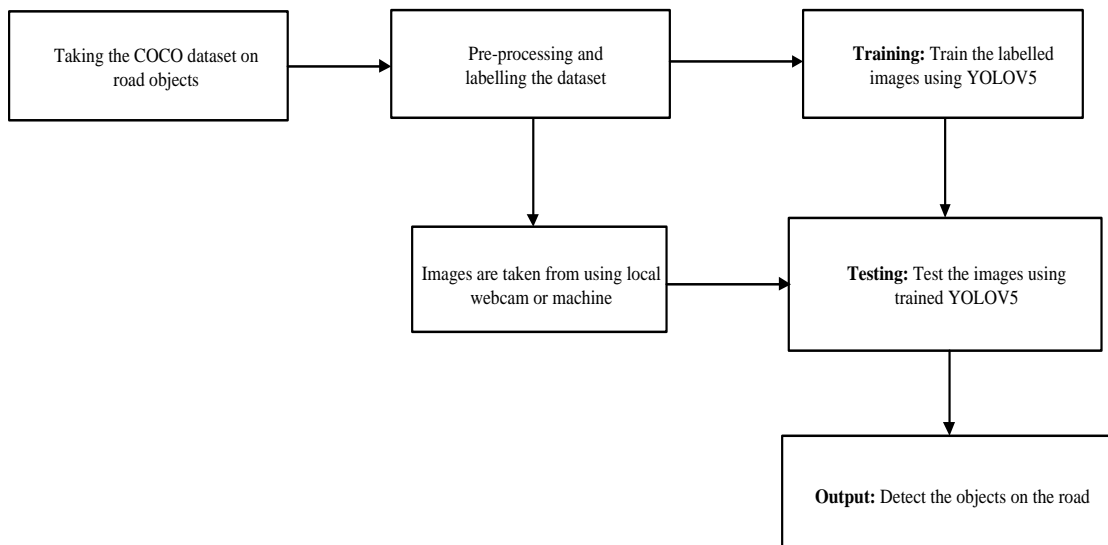 Taking the COCO dataset on
road objects
Pre-processing and
labelling the dataset
Training: Train the labelled
images using YOLOV5
Images are taken from using local
webcam or machine
Testing: Test the images using
trained YOLOV5
Output: Detect the objects on the road